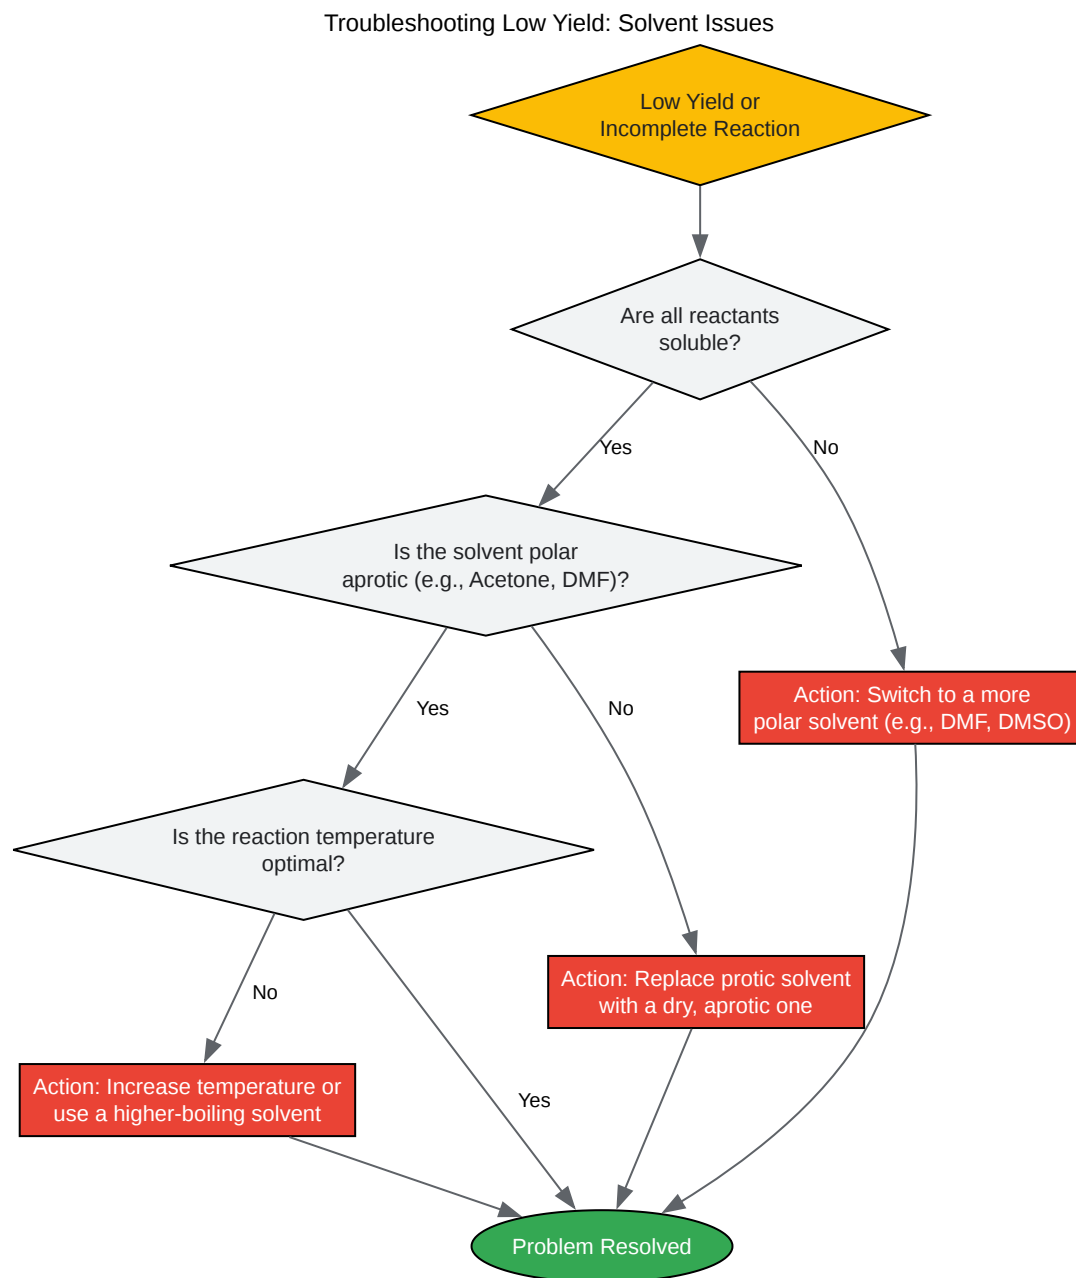 Troubleshooting Low Yield: Solvent Issues
Low Yield or
Incomplete Reaction
Are all reactants
soluble?
Yes
No
Is the solvent polar
aprotic (e.g., Acetone, DMF)?
Yes
No
Action: Switch to a more
polar solvent (e.g., DMF, DMSO)
Is the reaction temperature
optimal?
No
Yes
Action: Replace protic solvent
with a dry, aprotic one
Action: Increase temperature or
use a higher-boiling solvent
Problem Resolved